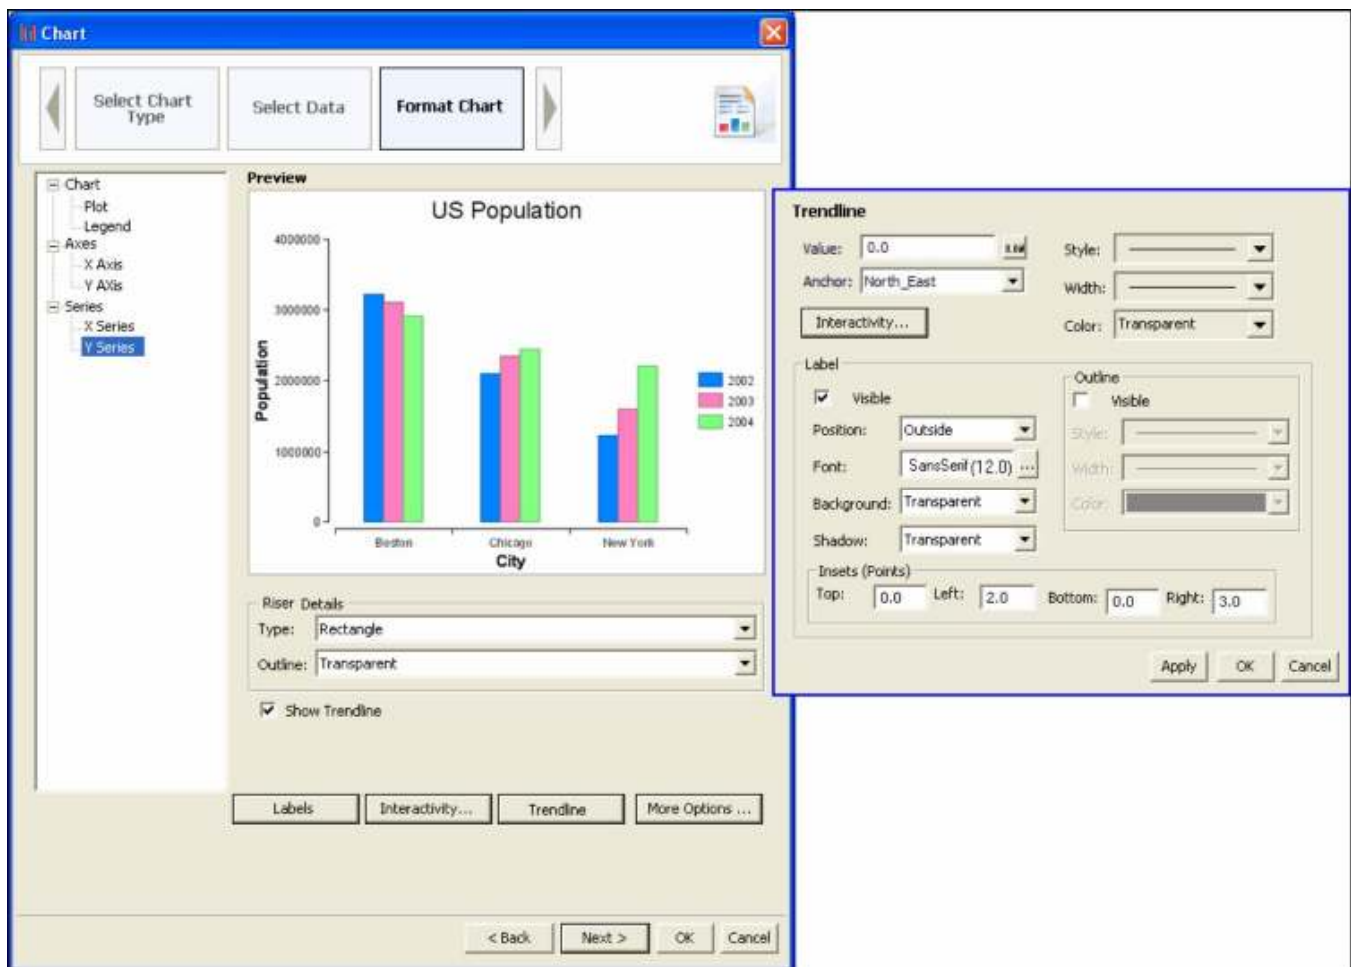 Chart
Select Chart Type
Select Data
Format Chart
Chart
Plot
Legend
Axes
X Axis
Y AXis
Series
X Series
Y Series
Preview
US Population
4000000
3000000
2000000
1000000
0
Population
Boston
Chicago
New York
City
2002
2003
2004
Riser Details
Type: Rectangle
Outline: Transparent
Show Trendline
Labels
Interactivity...
Trendline
More Options ...
< Back
Next >
OK
Cancel
Trendline
Value: 0.0
Anchor: North_East
Interactivity...
Style:
Width:
Color: Transparent
Label
Visible
Position: Outside
Font: SansSerif (12.0) ...
Background: Transparent
Shadow: Transparent
Outline
Visible
Style:
Width:
Color:
Insets (Points)
Top: 0.0 Left: 2.0 Bottom: 0.0 Right: 3.0
Apply
OK
Cancel